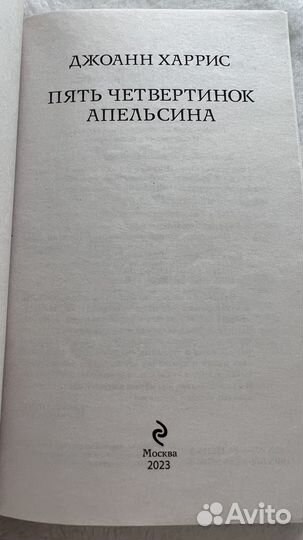 ДЖОАНН ХАРРИС
ПЯТЬ ЧЕТВЕРТИНОК
АПЕЛЬСИНА
Москва
2023
Avito